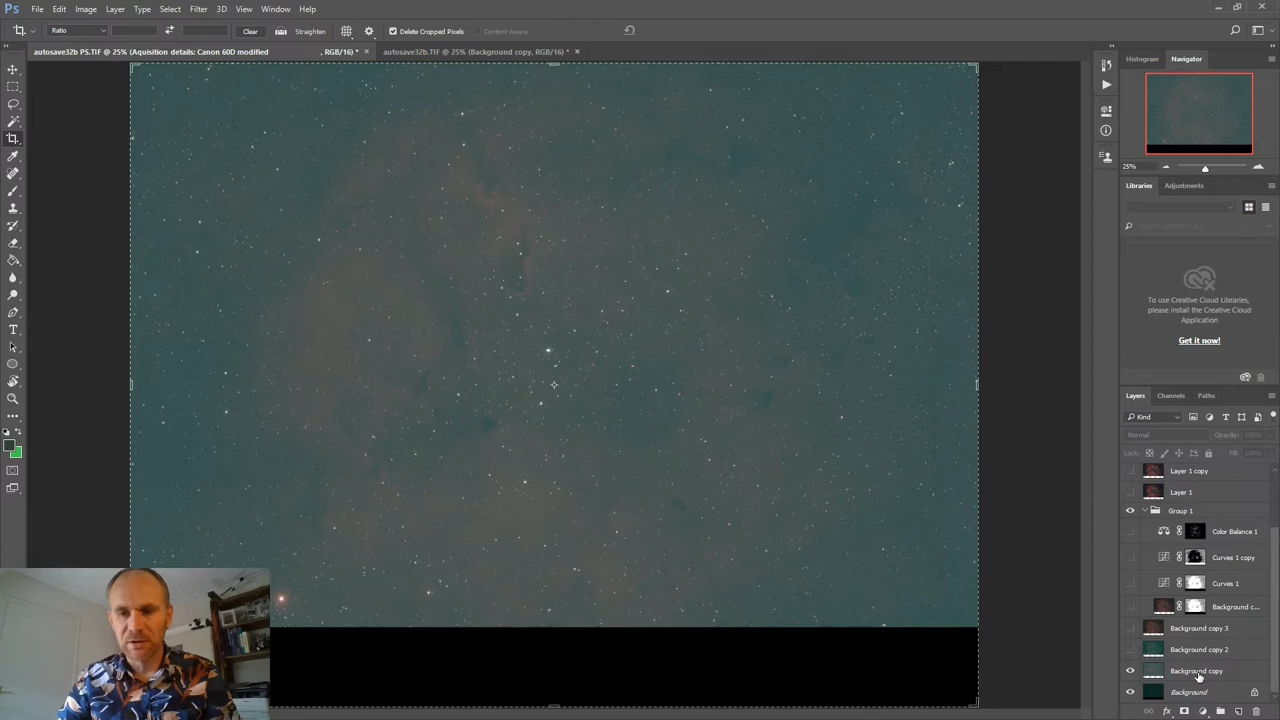 Ps File Edit Image Layer Type Select Filter 3D View Window Help
Ratio Clear Straighten Delete Cropped Pixels Content-Aware
autosave32b PS.TIF @ 25% (Aquisition details: Canon 60D modified , RGB/16) * × autosave32b.TIF @ 25% (Background copy, RGB/16) * ×
Histogram Navigator
25%
Libraries Adjustments
To use Creative Cloud Libraries,
please install the Creative Cloud
Application
Get it now!
Layers Channels Paths
Kind
Normal Opacity: 100%
Lock: Fill: 100%
Layer 1 copy
Layer 1
Group 1
Color Balance 1
Curves 1 copy
Curves 1
Background c...
Background copy 3
Background copy 2
Background copy
Background
fx